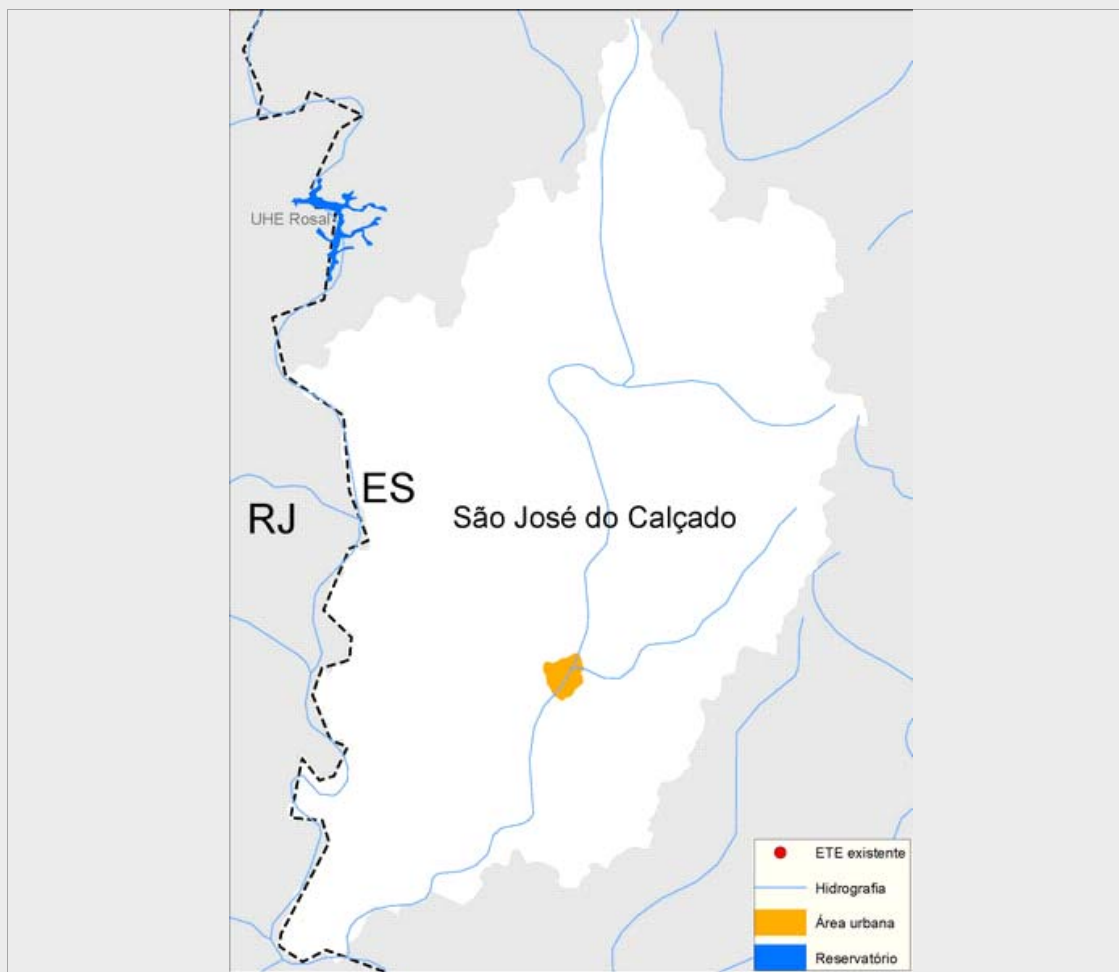 UHE Rosal
ES
RJ
São José do Calçado
ETE existente
Hidrografia
Área urbana
Reservatório